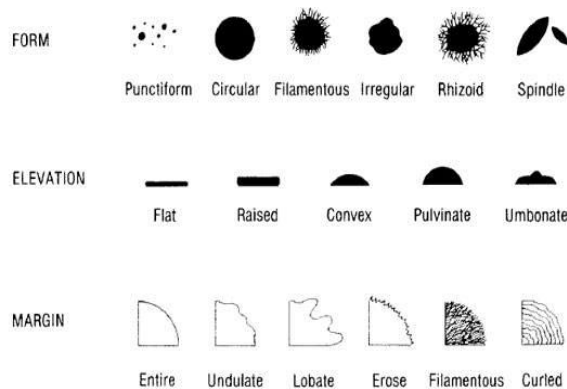 FORM
Punctiform Circular Filamentous Irregular Rhizoid Spindle
ELEVATION
Flat Raised Convex Pulvinate Umbonate
MARGIN
Entire Undulate Lobate Erose Filamentous Curled